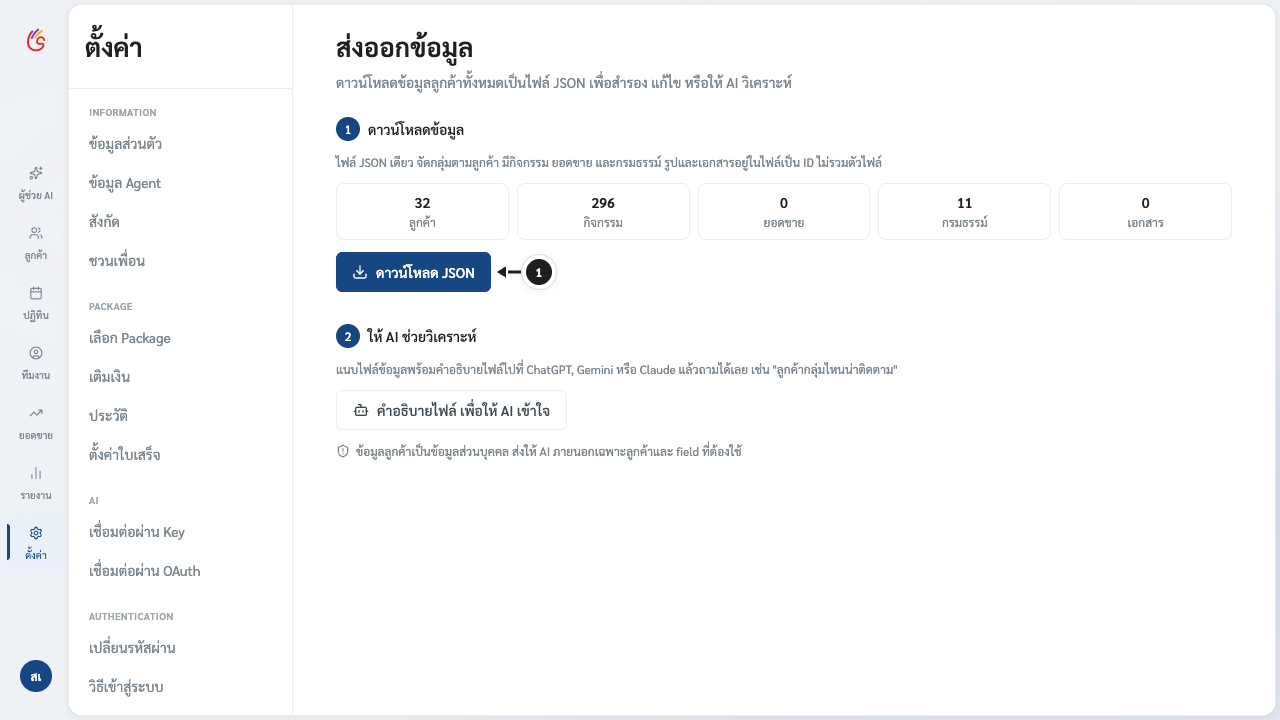 ตั้งค่า
INFORMATION
ข้อมูลส่วนตัว
ข้อมูล Agent
สังกัด
ชวนเพื่อน
PACKAGE
เลือก Package
เติมเงิน
ประวัติ
ตั้งค่าใบเสร็จ
AI
เชื่อมต่อผ่าน Key
เชื่อมต่อผ่าน OAuth
AUTHENTICATION
เปลี่ยนรหัสผ่าน
วิธีเข้าสู่ระบบ
ผู้ช่วย AI
ลูกค้า
ปฏิทิน
ทีมงาน
ยอดขาย
รายงาน
ตั้งค่า
สเ
ส่งออกข้อมูล
ดาวน์โหลดข้อมูลลูกค้าทั้งหมดเป็นไฟล์ JSON เพื่อสำรอง แก้ไข หรือให้ AI วิเคราะห์
1 ดาวน์โหลดข้อมูล
ไฟล์ JSON เดียว จัดกลุ่มตามลูกค้า มีกิจกรรม ยอดขาย และกรมธรรม์ รูปและเอกสารอยู่ในไฟล์เป็น ID ไม่รวมตัวไฟล์
32 296 0 11 0
ลูกค้า กิจกรรม ยอดขาย กรมธรรม์ เอกสาร
ดาวน์โหลด JSON 1
2 ให้ AI ช่วยวิเคราะห์
แนบไฟล์ข้อมูลพร้อมคำอธิบายไฟล์ไปที่ ChatGPT, Gemini หรือ Claude แล้วถามได้เลย เช่น "ลูกค้ากลุ่มไหนน่าติดตาม"
คำอธิบายไฟล์ เพื่อให้ AI เข้าใจ
ข้อมูลลูกค้าเป็นข้อมูลส่วนบุคคล ส่งให้ AI ภายนอกเฉพาะลูกค้าและ field ที่ต้องใช้